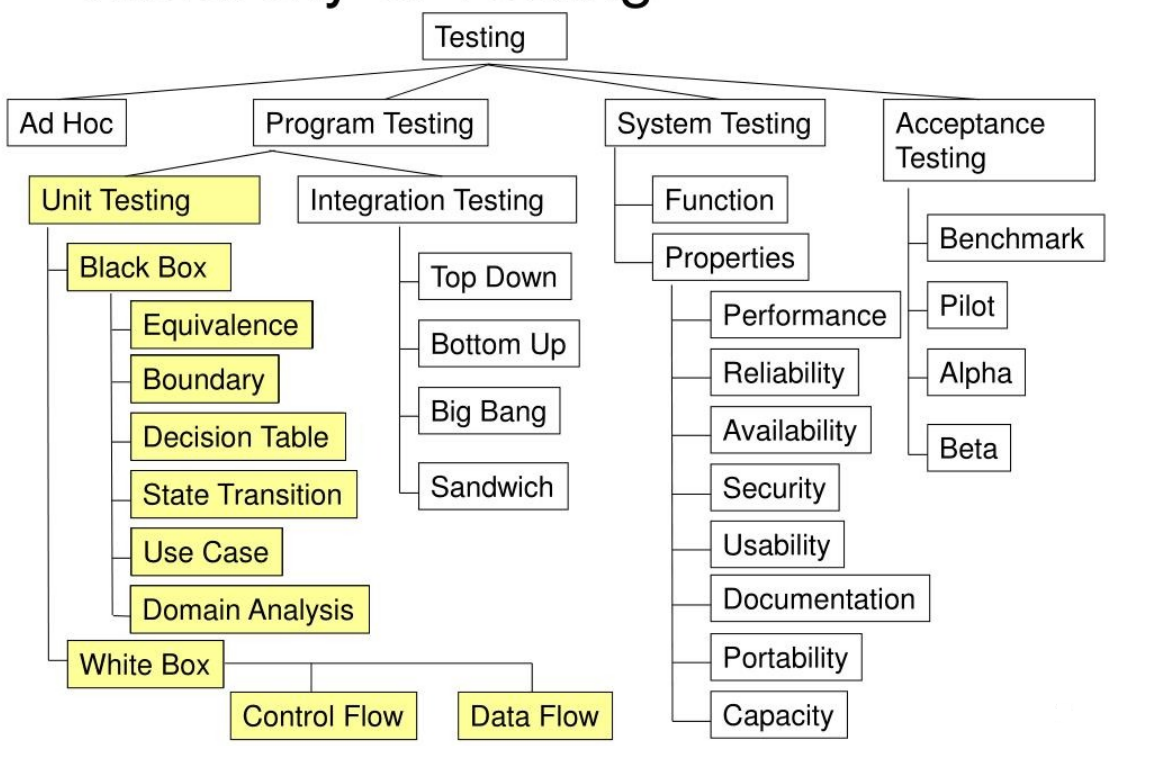 Testing
Ad Hoc
Program Testing
System Testing
Acceptance
Testing
Unit Testing
Integration Testing
Function
Properties
Benchmark
Pilot
Alpha
Beta
Black Box
Equivalence
Boundary
Decision Table
State Transition
Use Case
Domain Analysis
White Box
Control Flow
Data Flow
Top Down
Bottom Up
Big Bang
Sandwich
Performance
Reliability
Availability
Security
Usability
Documentation
Portability
Capacity